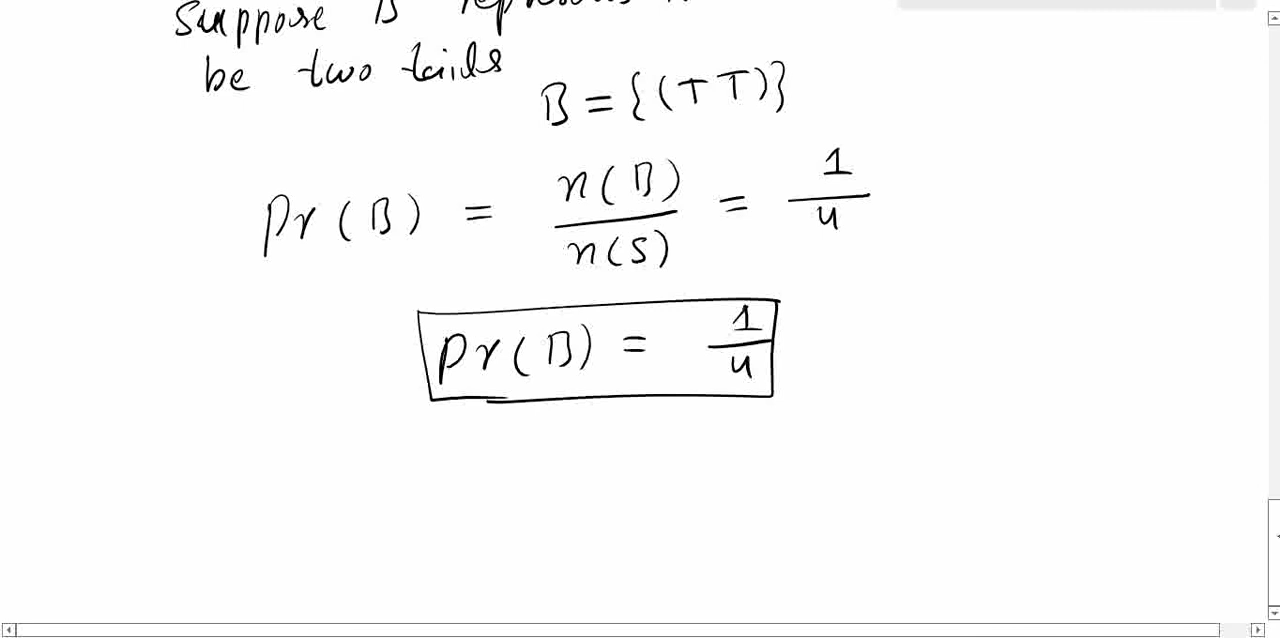 Suppose B
be two tails
B = {(T T)}
Pr(B) = n(B)/n(S) = 1/4
Pr(B) = 1/4